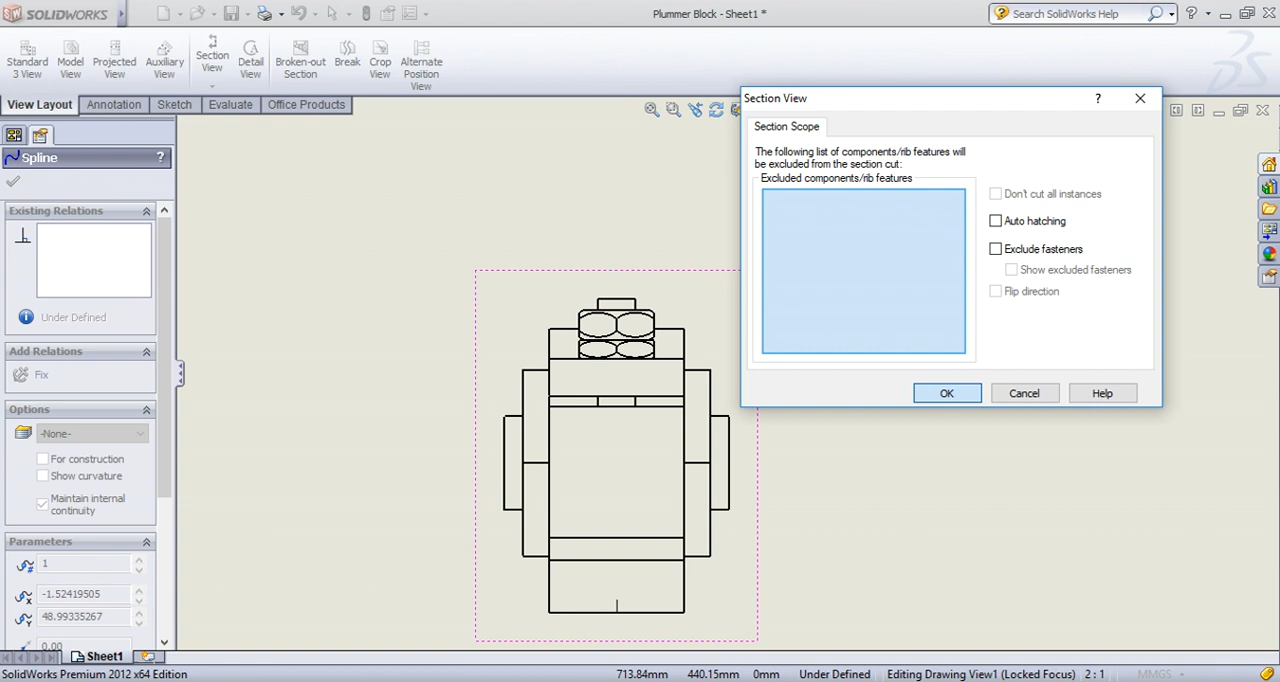 SOLIDWORKS
Plummer Block - Sheet1 *
Search SolidWorks Help
Standard 3 View
Model View
Projected View
Auxiliary View
Section View
Detail View
Broken-out Section
Break
Crop View
Alternate Position View
View Layout
Annotation
Sketch
Evaluate
Office Products
Spline
?
Existing Relations
Under Defined
Add Relations
Fix
Options
-None-
For construction
Show curvature
Maintain internal
continuity
Parameters
1
-1.52419505
48.99335267
0.00
Section View
?
Section Scope
The following list of components/rib features will
be excluded from the section cut:
Excluded components/rib features
Don't cut all instances
Auto hatching
Exclude fasteners
Show excluded fasteners
Flip direction
OK
Cancel
Help
Sheet1
SolidWorks Premium 2012 x64 Edition
713.84mm
440.15mm
0mm
Under Defined
Editing Drawing View1 (Locked Focus)
2 : 1
MMGS